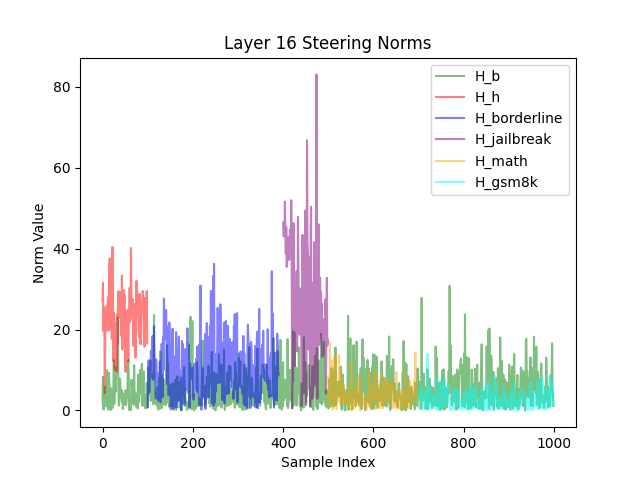 Layer 16 Steering Norms
Norm Value
80
60
40
20
0
H_b
H_h
H_borderline
H_jailbreak
H_math
H_gsm8k
0
200
400
600
800
1000
Sample Index